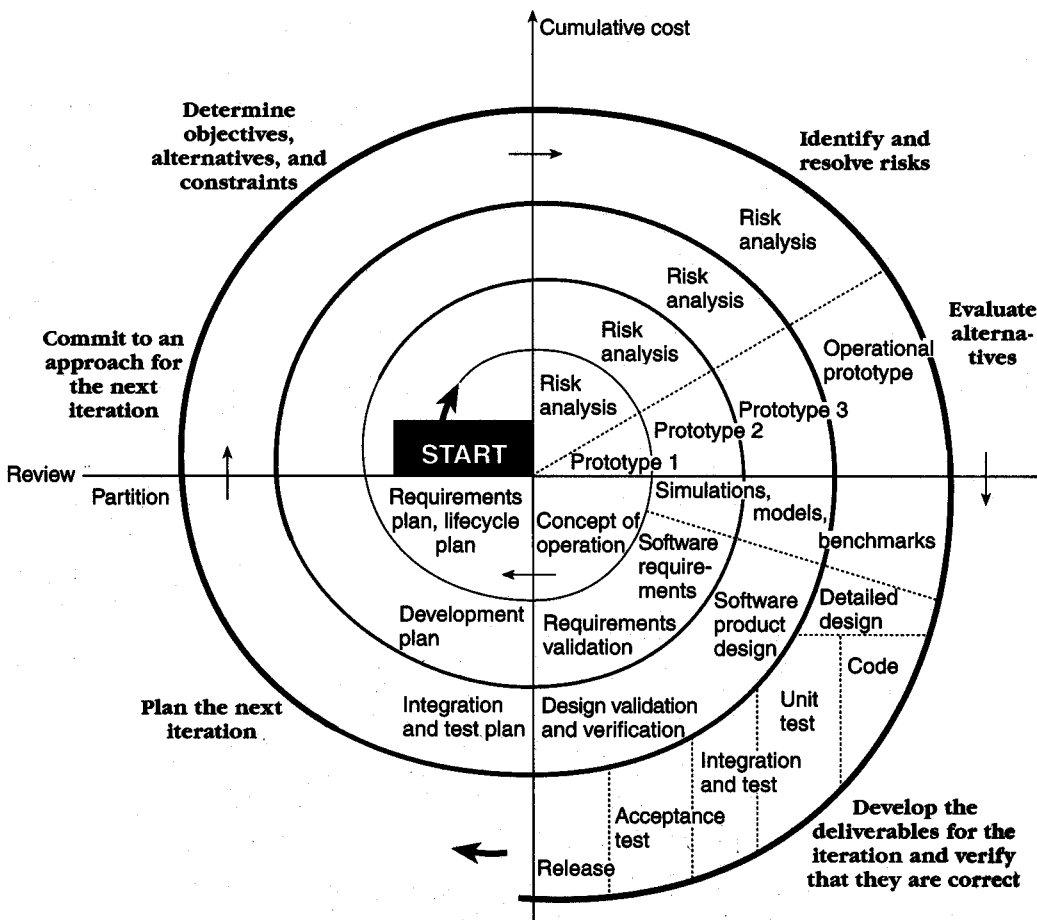 Cumulative cost
Determine
objectives,
alternatives, and
constraints
Identify and
resolve risks
Risk
analysis
Risk
analysis
Risk
analysis
Risk
analysis
Commit to an
approach for
the next
iteration
Evaluate
alterna-
tives
Operational
prototype
Prototype 3
Prototype 2
Prototype 1
START
Review
Partition
Requirements
plan, lifecycle
plan
Concept of
operation
Simulations,
models,
benchmarks
Software
require-
ments
Development
plan
Requirements
validation
Software
product
design
Detailed
design
Code
Unit
test
Plan the next
iteration
Integration
and test plan
Design validation
and verification
Integration
and test
Acceptance
test
Release
Develop the
deliverables for the
iteration and verify
that they are correct